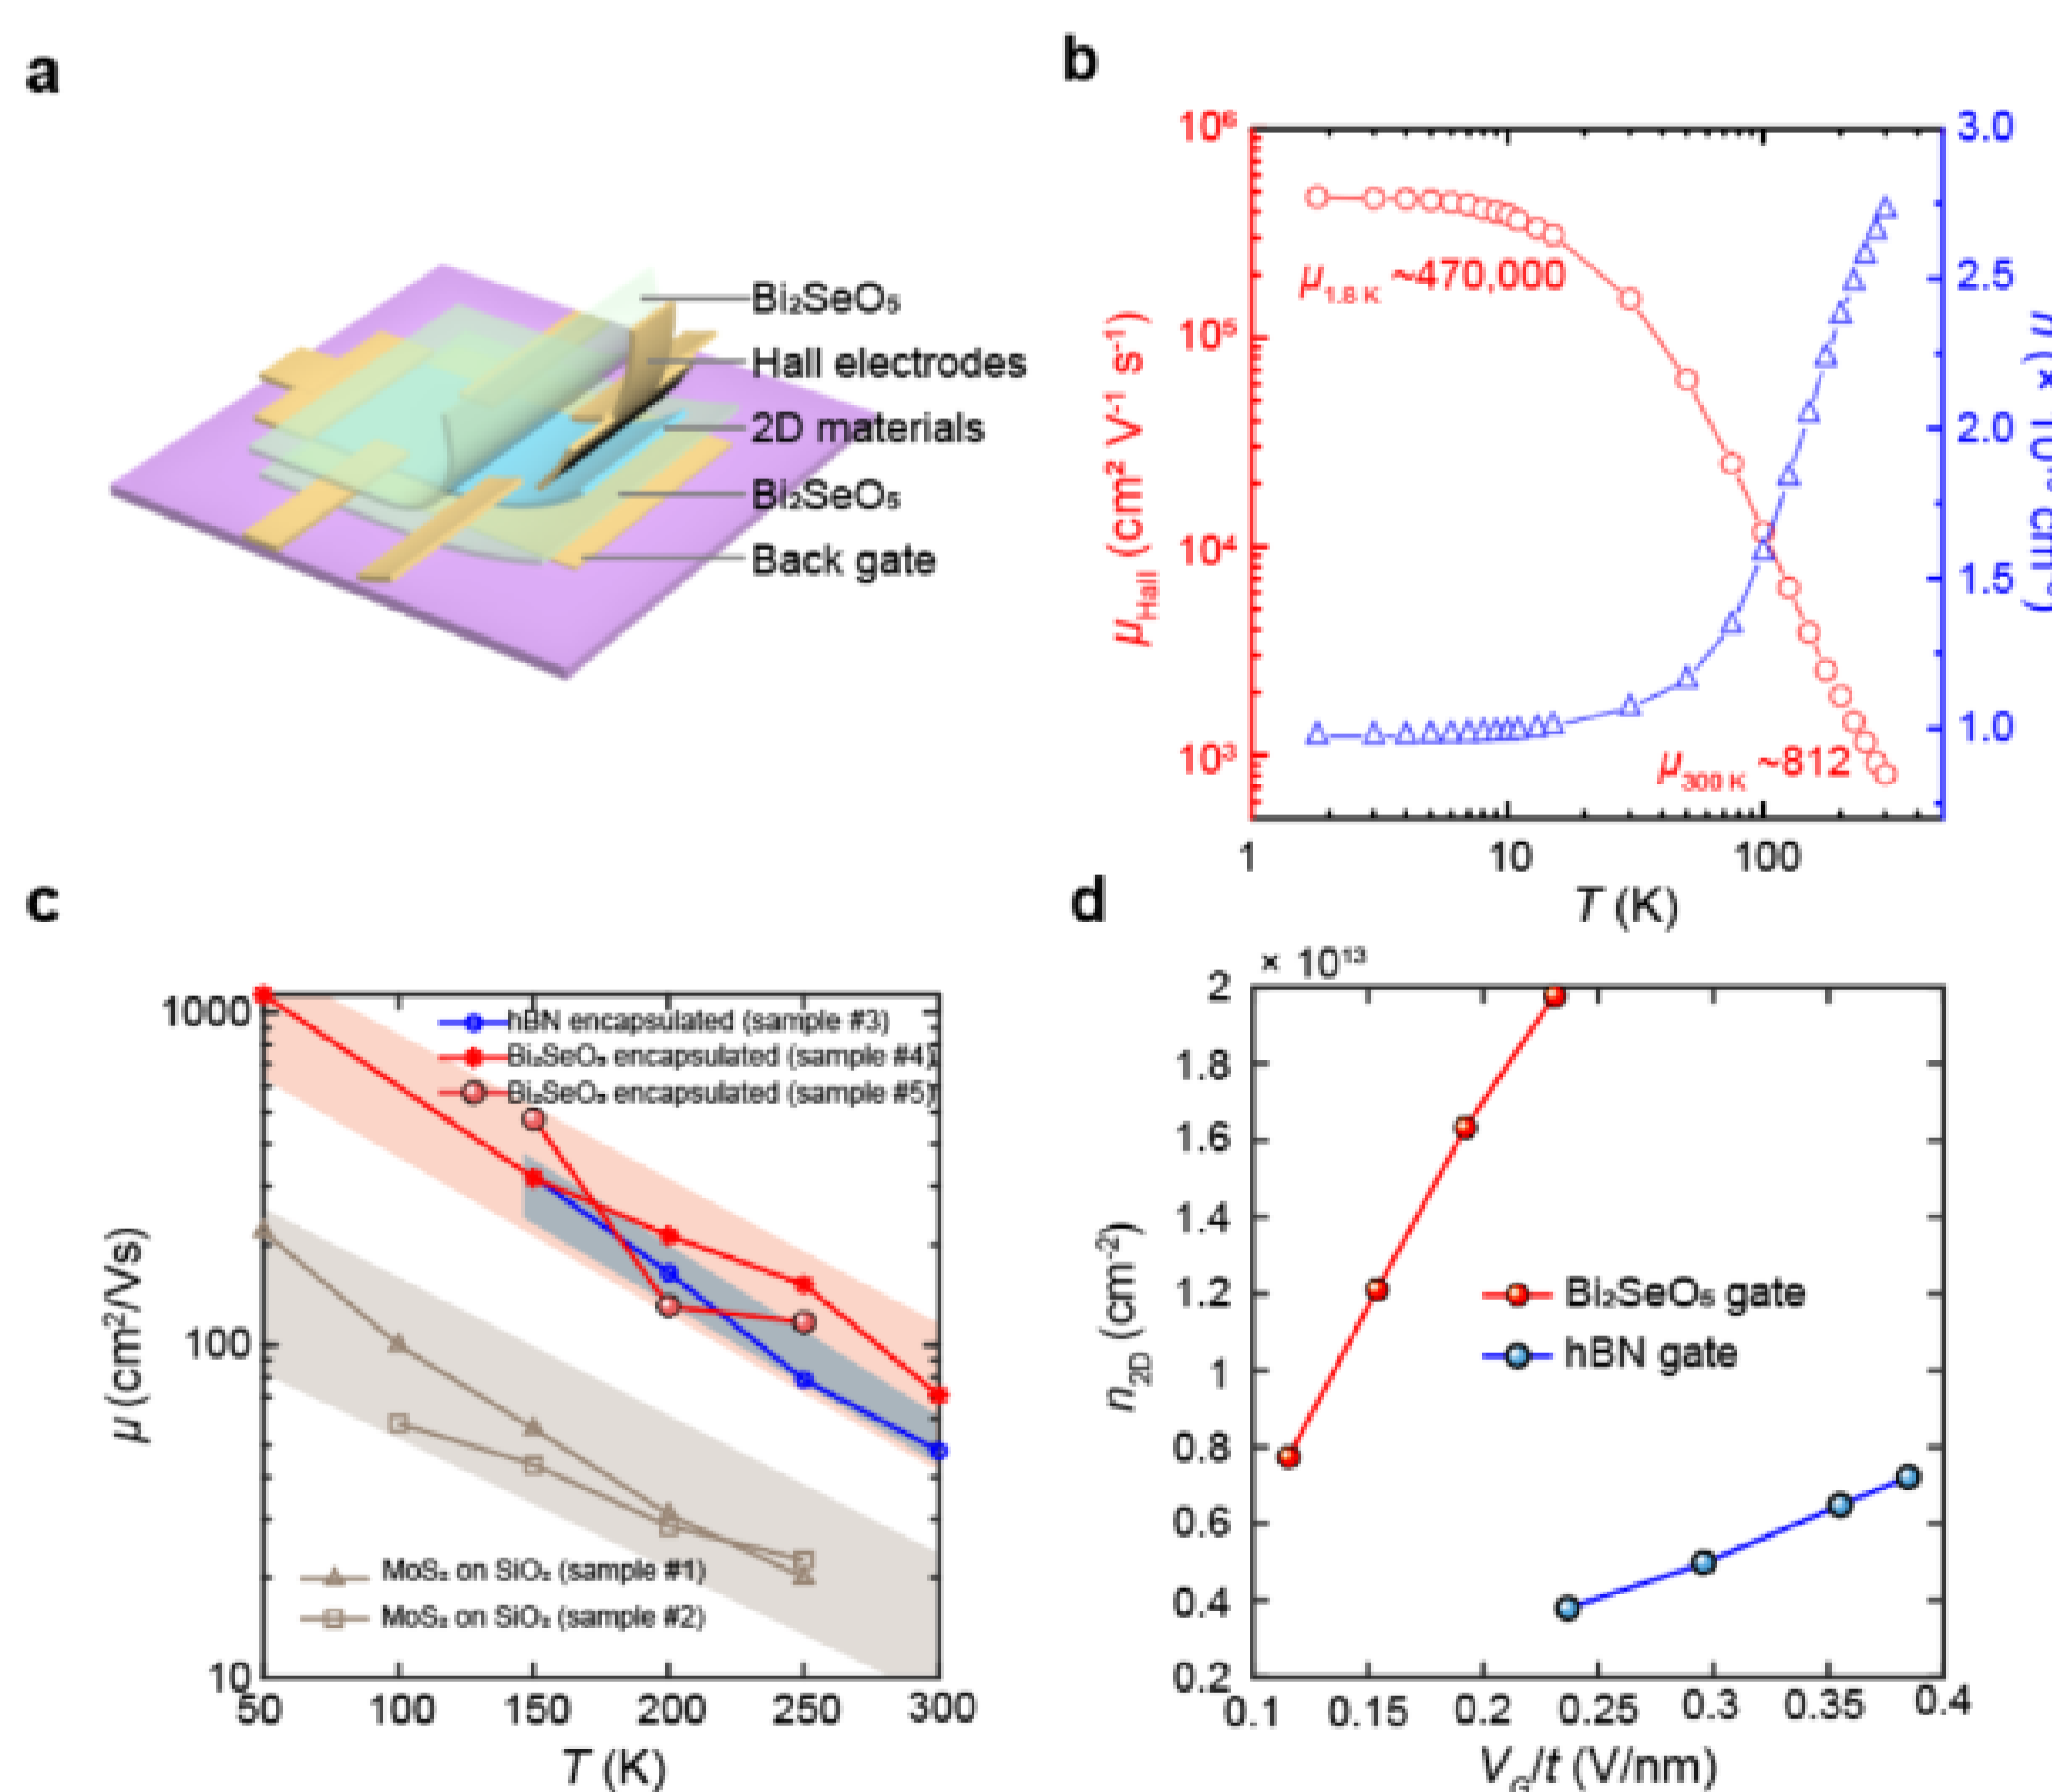 a
Bi₂SeO₅
Hall electrodes
2D materials
Bi₂SeO₅
Back gate
b
10⁶
10⁵
10⁴
10³
μHall (cm² V⁻¹ s⁻¹)
μ1.8 K ~470,000
μ300 K ~812
3.0
2.5
2.0
1.5
1.0
1 10 100
T (K)
c
1000
100
10
μ (cm²/Vs)
hBN encapsulated (sample #3)
Bi₂SeO₅ encapsulated (sample #4)
Bi₂SeO₅ encapsulated (sample #5)
MoS₂ on SiO₂ (sample #1)
MoS₂ on SiO₂ (sample #2)
50 100 150 200 250 300
T (K)
d
× 10¹³
2
1.8
1.6
1.4
1.2
1
0.8
0.6
0.4
0.2
n2D (cm⁻²)
Bi₂SeO₅ gate
hBN gate
0.1 0.15 0.2 0.25 0.3 0.35 0.4
VG/t (V/nm)